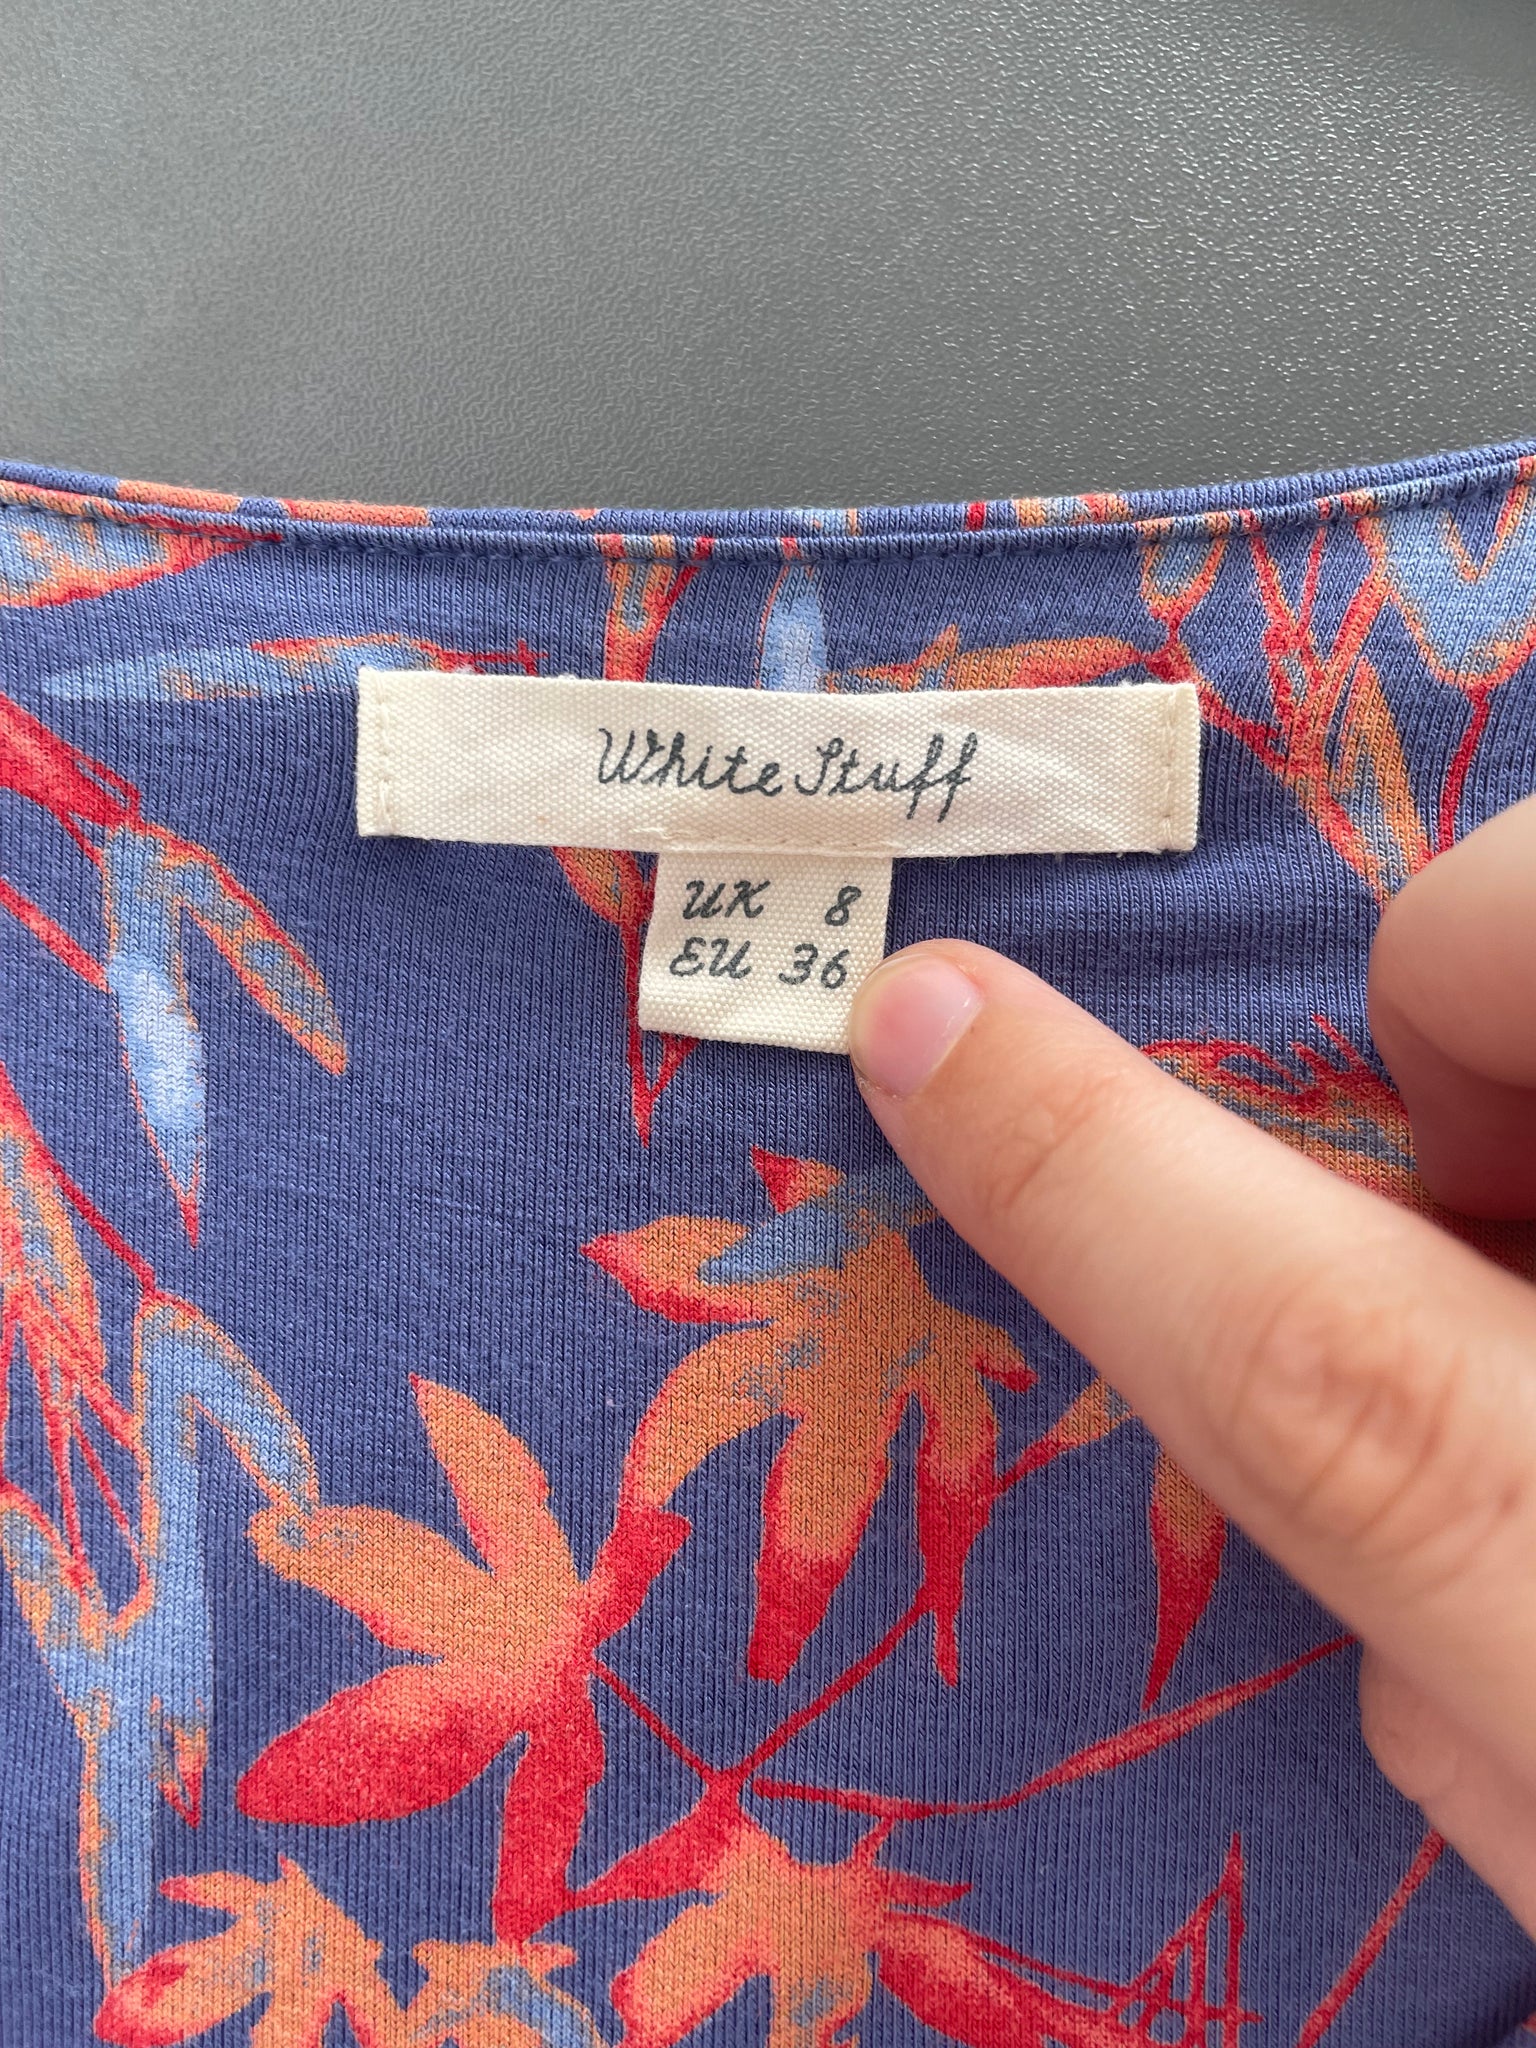 White Stuff
UK 8
EU 36